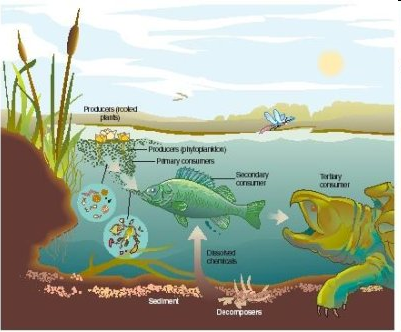 Producers (rooted
plants)
Producers (phytoplankton)
Primary consumers
Secondary
consumer
Tertiary
consumer
Dissolved
chemicals
Sediment
Decomposers